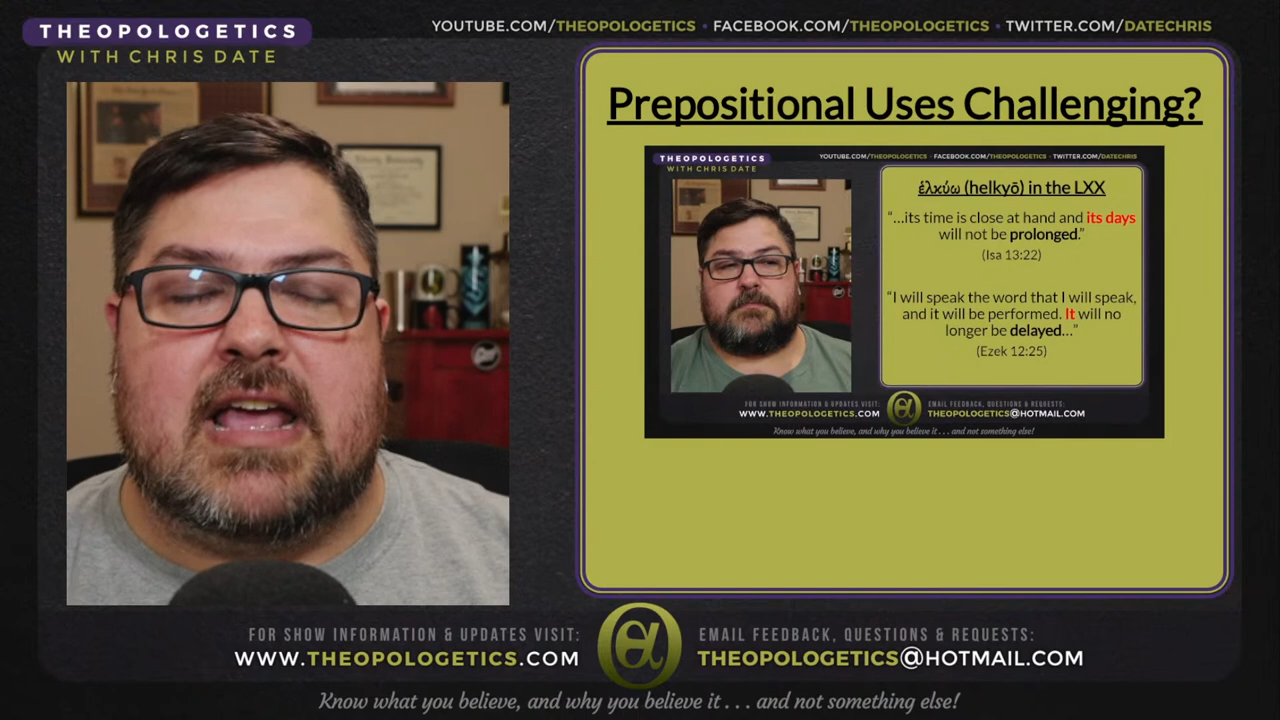 THEOPOLOGETICS
WITH CHRIS DATE
YOUTUBE.COM/THEOPOLOGETICS • FACEBOOK.COM/THEOPOLOGETICS • TWITTER.COM/DATECHRIS
Prepositional Uses Challenging?
THEOPOLOGETICS
WITH CHRIS DATE
YOUTUBE.COM/THEOPOLOGETICS • FACEBOOK.COM/THEOPOLOGETICS • TWITTER.COM/DATECHRIS
ἑλκύω (helkyō) in the LXX
“…its time is close at hand and its days
will not be prolonged.”
(Isa 13:22)
“I will speak the word that I will speak,
and it will be performed. It will no
longer be delayed…”
(Ezek 12:25)
FOR SHOW INFORMATION & UPDATES VISIT:
WWW.THEOPOLOGETICS.COM
EMAIL FEEDBACK, QUESTIONS & REQUESTS:
THEOPOLOGETICS@HOTMAIL.COM
Know what you believe, and why you believe it . . . and not something else!
FOR SHOW INFORMATION & UPDATES VISIT:
WWW.THEOPOLOGETICS.COM
EMAIL FEEDBACK, QUESTIONS & REQUESTS:
THEOPOLOGETICS@HOTMAIL.COM
Know what you believe, and why you believe it . . . and not something else!